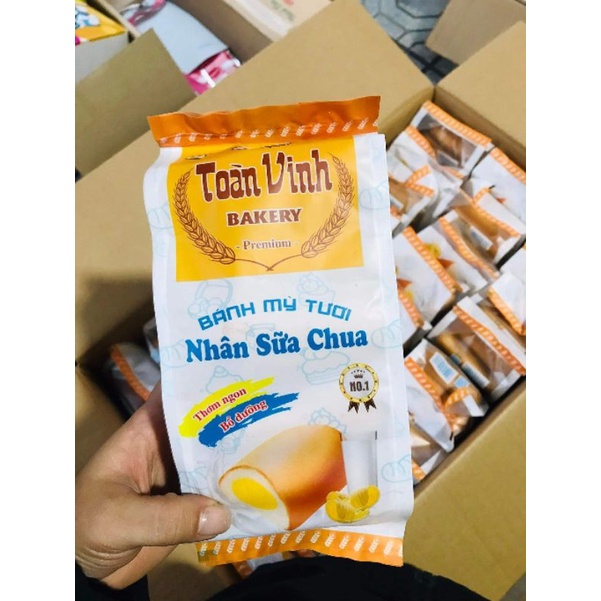 Toàn Vinh
BAKERY
- Premium
BÁNH MỲ TƯƠI
Nhân Sữa Chua
Thơm ngon
Bổ dưỡng
NO.1